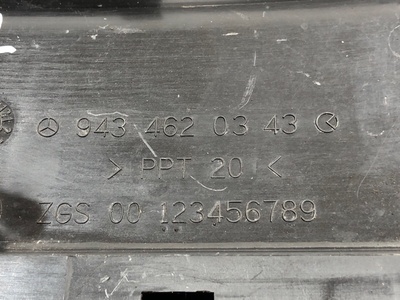 943 462 03 43
> PPT 20 <
ZGS 00 123456789